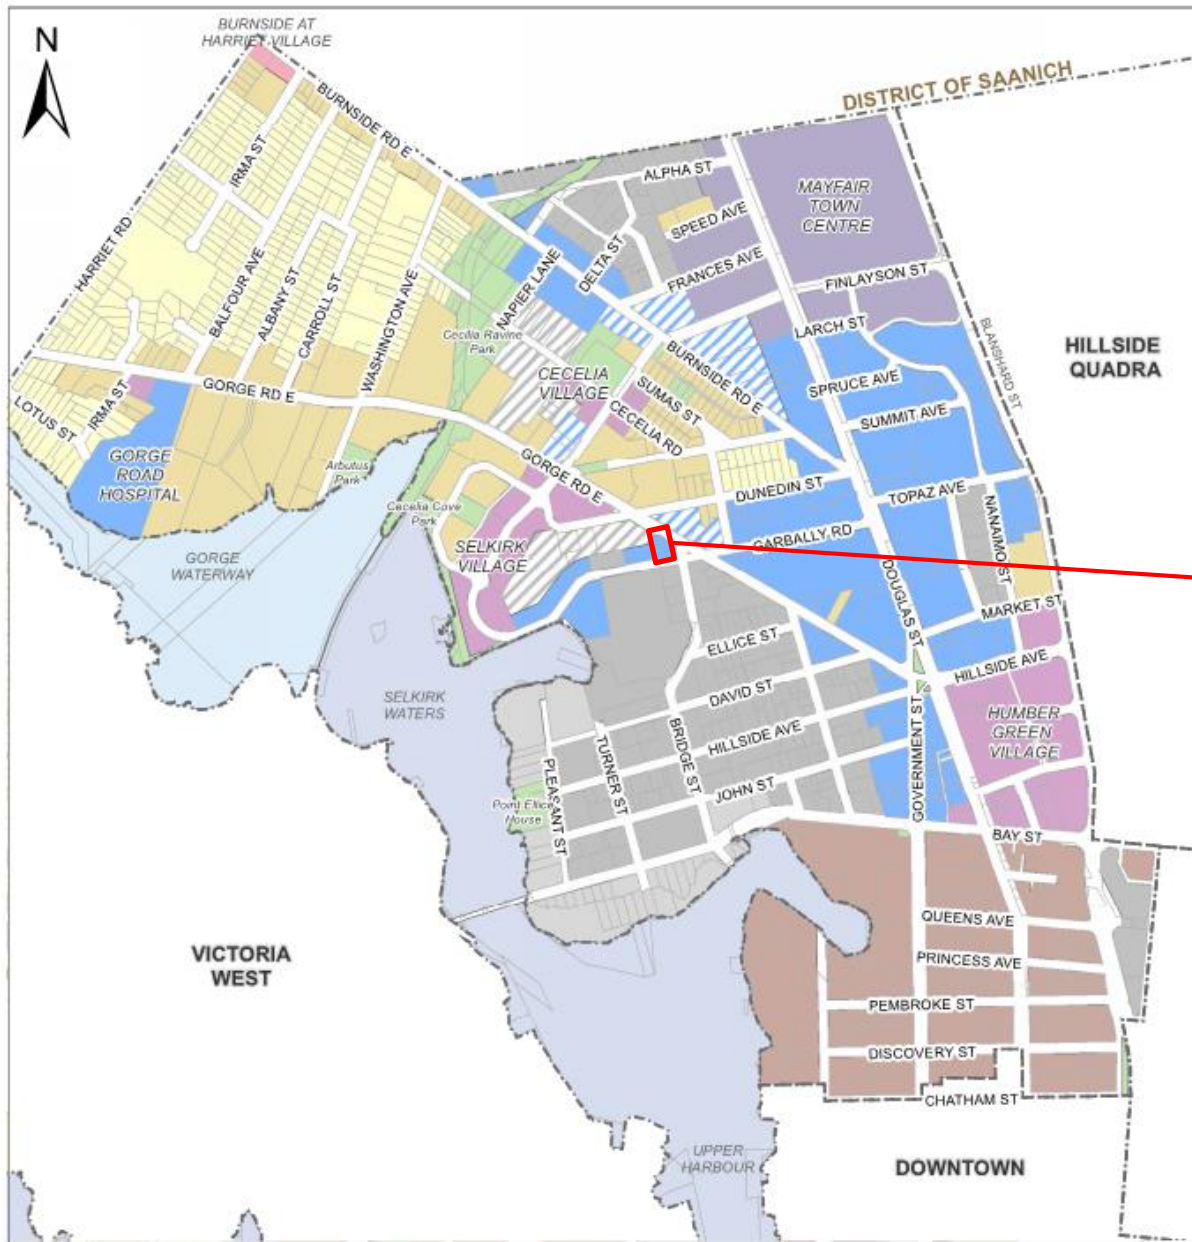 BURNSIDE AT
HARRIET VILLAGE
N
DISTRICT OF SAANICH
BURNSIDE RD E
IRMA ST
ALPHA ST
MAYFAIR
TOWN
CENTRE
SPEED AVE
HARRIET RD
DELTA ST
FRANCES AVE
FINLAYSON ST
NAPIER LANE
BALFOUR AVE
ALBANY ST
CARROLL ST
WASHINGTON AVE
LARCH ST
BLANSHARD ST
Cecilia Ravine
Park
HILLSIDE
QUADRA
BURNSIDE RD E
CECELIA
VILLAGE
SPRUCE AVE
GORGE RD E
SUMAS ST
IRMA ST
LOTUS ST
CECELIA RD
SUMMIT AVE
GORGE
ROAD
HOSPITAL
Arbutus
Park
GORGE RD E
DUNEDIN ST
TOPAZ AVE
NANAIMO ST
Cecelia Cove
Park
GARBALLY RD
SELKIRK
VILLAGE
GORGE
WATERWAY
DOUGLAS ST
MARKET ST
ELLICE ST
HILLSIDE AVE
SELKIRK
WATERS
DAVID ST
HUMBER
GREEN
VILLAGE
BRIDGE ST
HILLSIDE AVE
GOVERNMENT ST
TURNER ST
PLEASANT ST
JOHN ST
Point Ellice
House
BAY ST
QUEENS AVE
VICTORIA
WEST
PRINCESS AVE
PEMBROKE ST
DISCOVERY ST
CHATHAM ST
UPPER
HARBOUR
DOWNTOWN